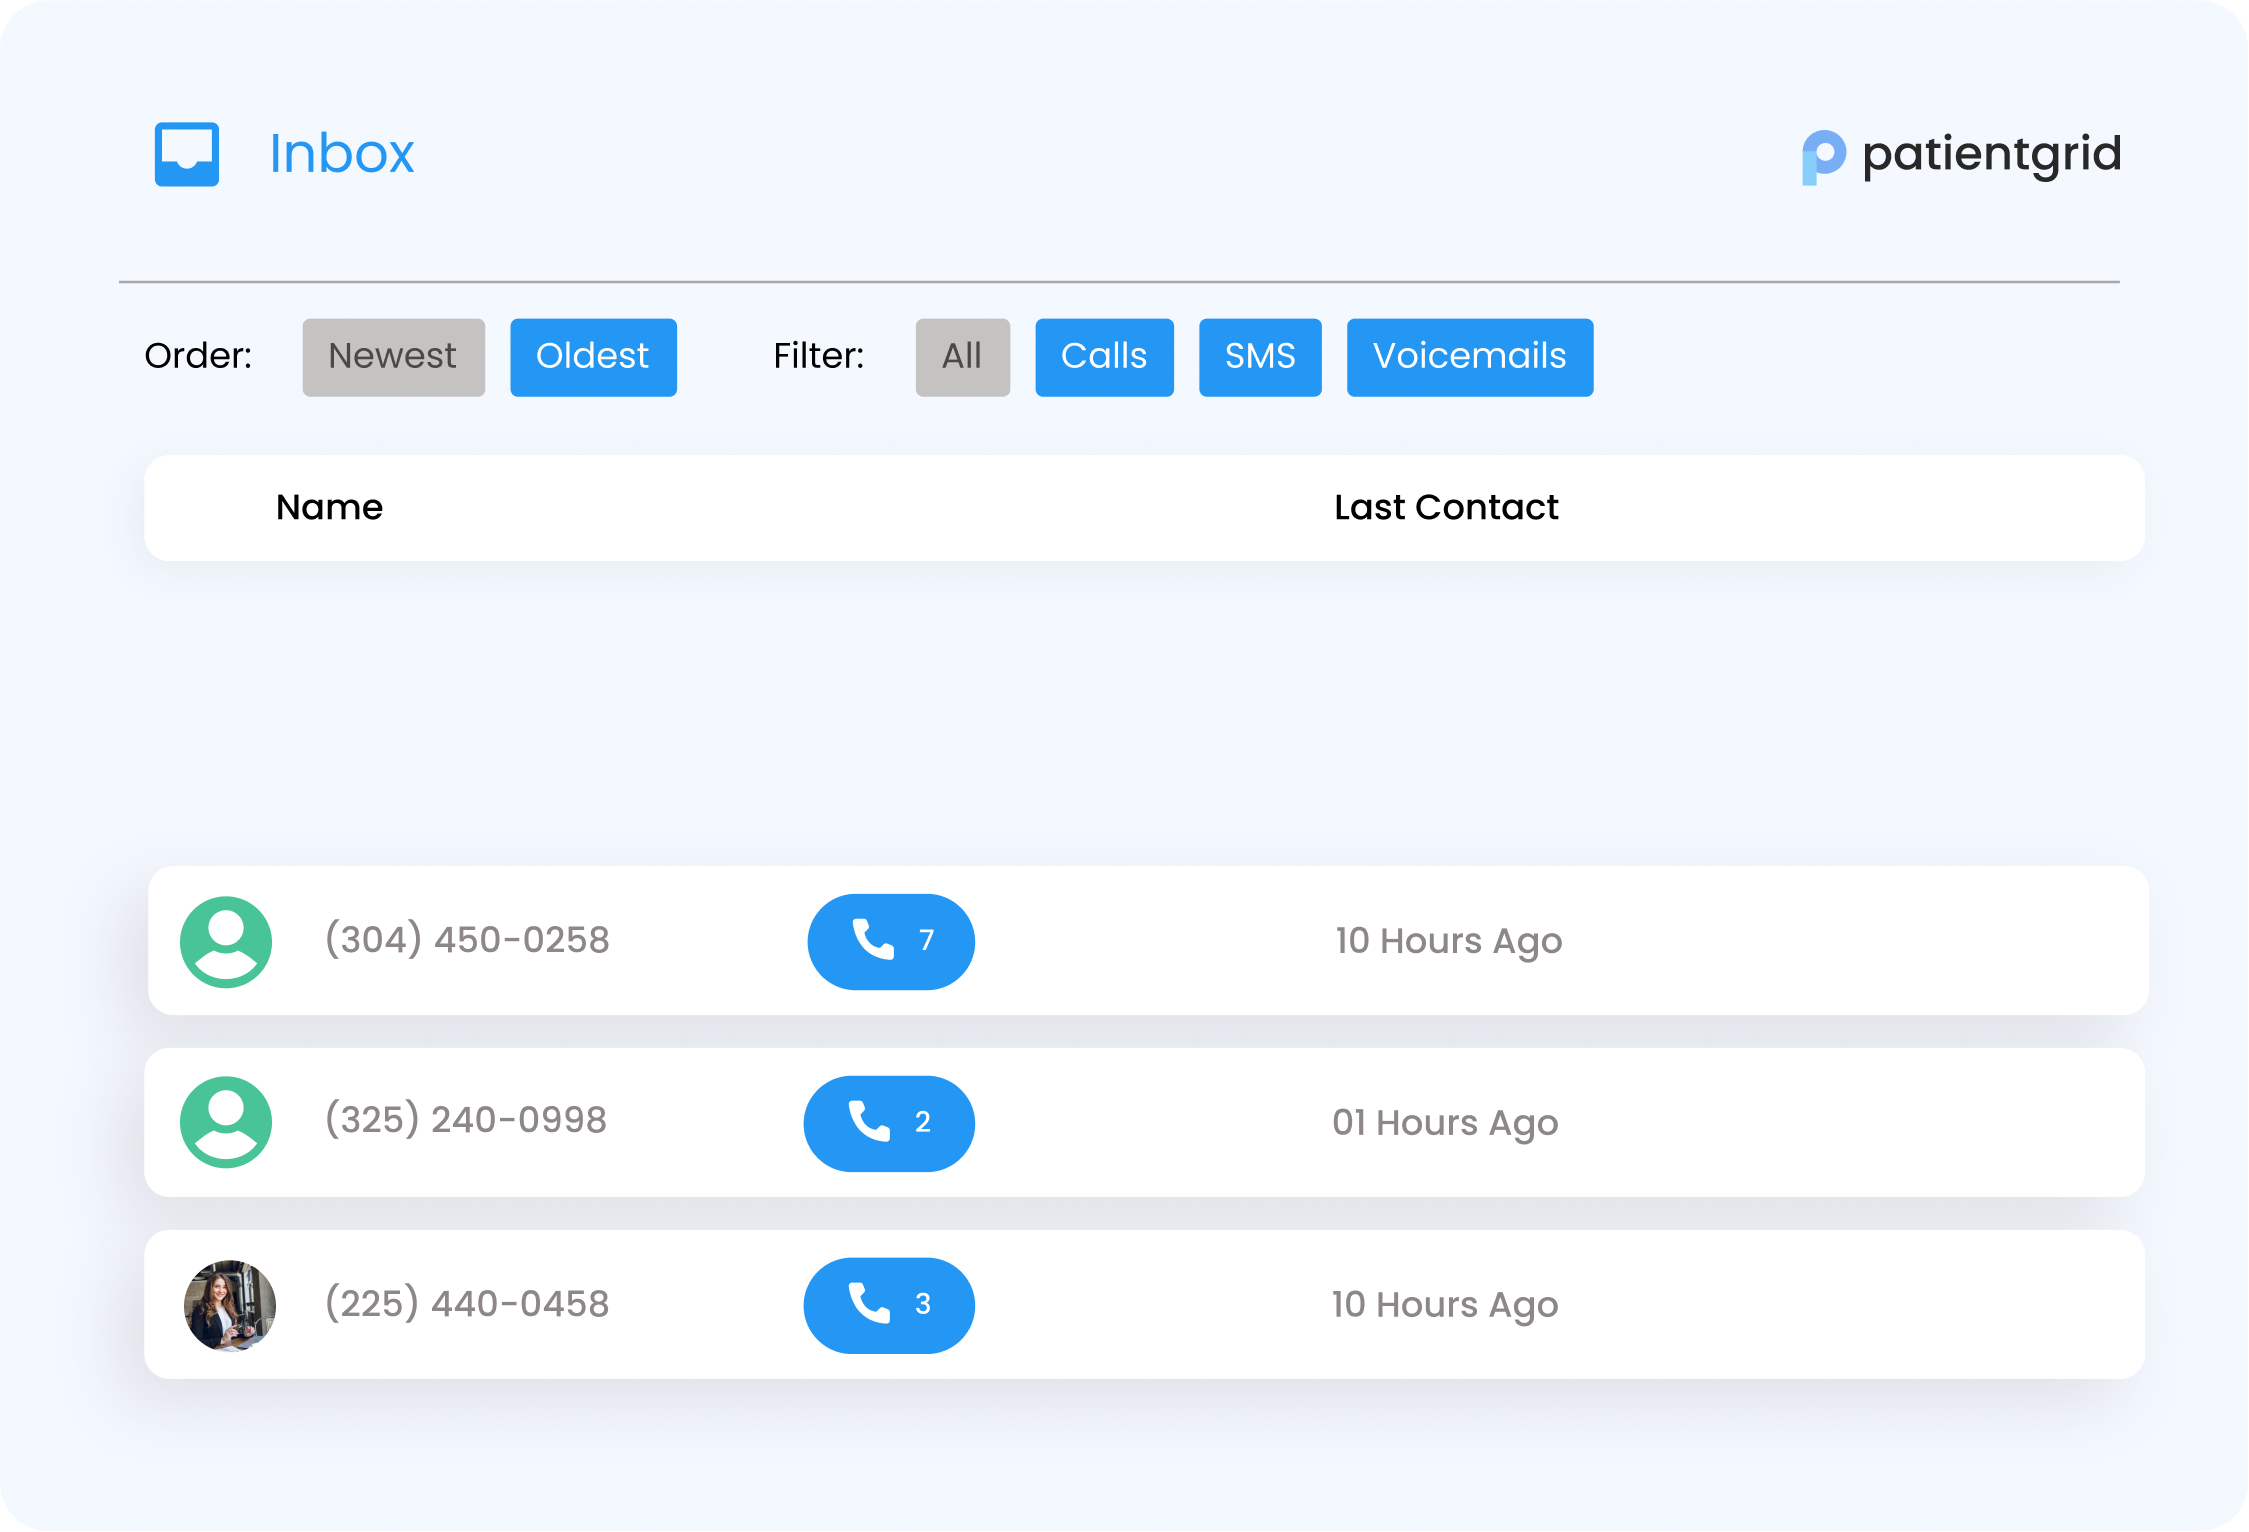 Inbox
patientgrid
Order: Newest Oldest Filter: All Calls SMS Voicemails
Name Last Contact
(304) 450-0258 7 10 Hours Ago
(325) 240-0998 2 01 Hours Ago
(225) 440-0458 3 10 Hours Ago